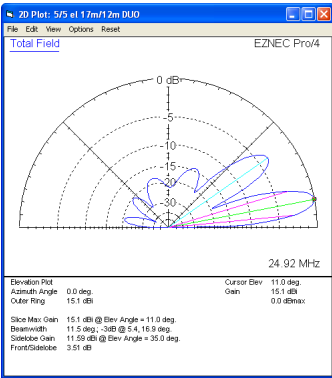 2D Plot: 5/5 el 17m/12m DUO
File Edit View Options Reset
Total Field EZNEC Pro/4
0 dB
-5
-10
-15
-20
-30
24.92 MHz
Elevation Plot Cursor Elev 11.0 deg.
Azimuth Angle 0.0 deg. Gain 15.1 dBi
Outer Ring 15.1 dBi 0.0 dBmax
Slice Max Gain 15.1 dBi @ Elev Angle = 11.0 deg.
Beamwidth 11.5 deg.; -3dB @ 5.4, 16.9 deg.
Sidelobe Gain 11.59 dBi @ Elev Angle = 35.0 deg.
Front/Sidelobe 3.51 dB